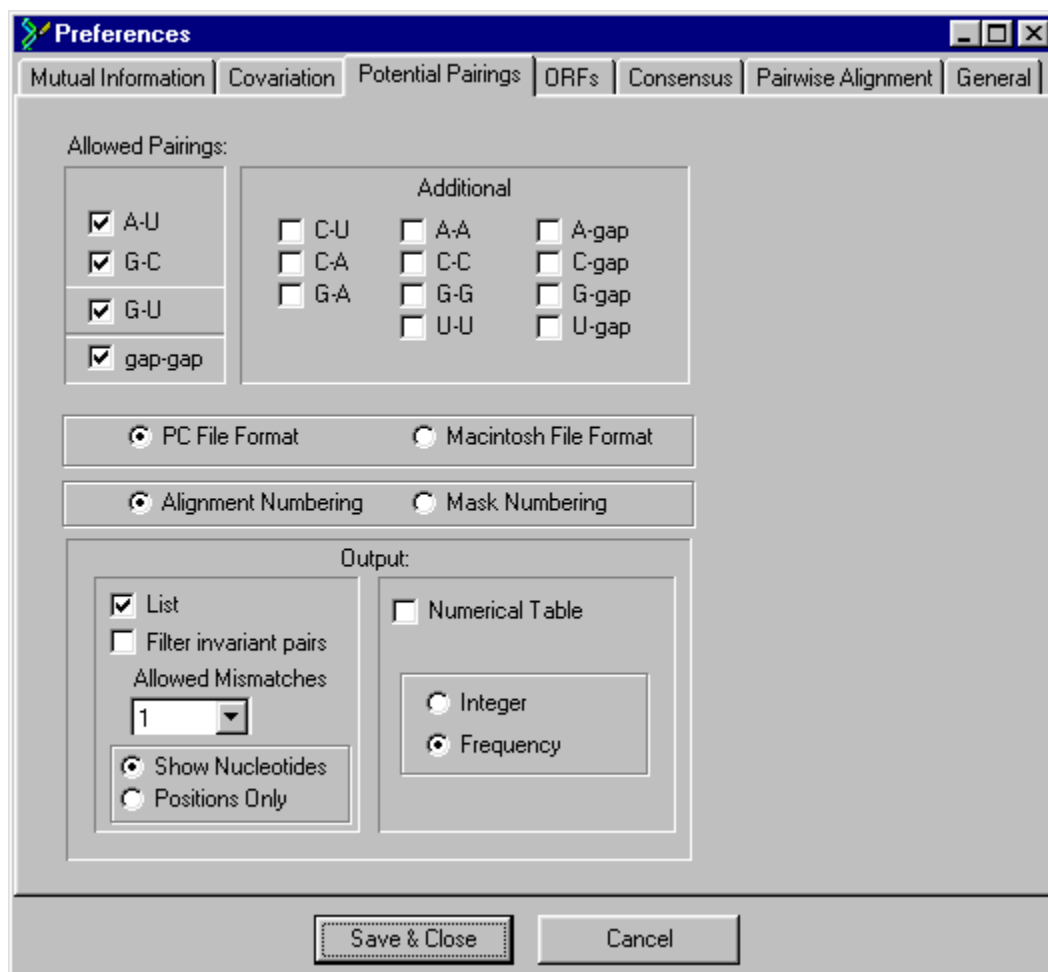 Preferences
Mutual Information Covariation Potential Pairings ORFs Consensus Pairwise Alignment General
Allowed Pairings:
Additional
A-U C-U A-A A-gap
G-C C-A C-C C-gap
G-A G-G G-gap
G-U U-U U-gap
gap-gap
PC File Format Macintosh File Format
Alignment Numbering Mask Numbering
Output:
List Numerical Table
Filter invariant pairs
Allowed Mismatches
1 Integer
Frequency
Show Nucleotides
Positions Only
Save & Close Cancel